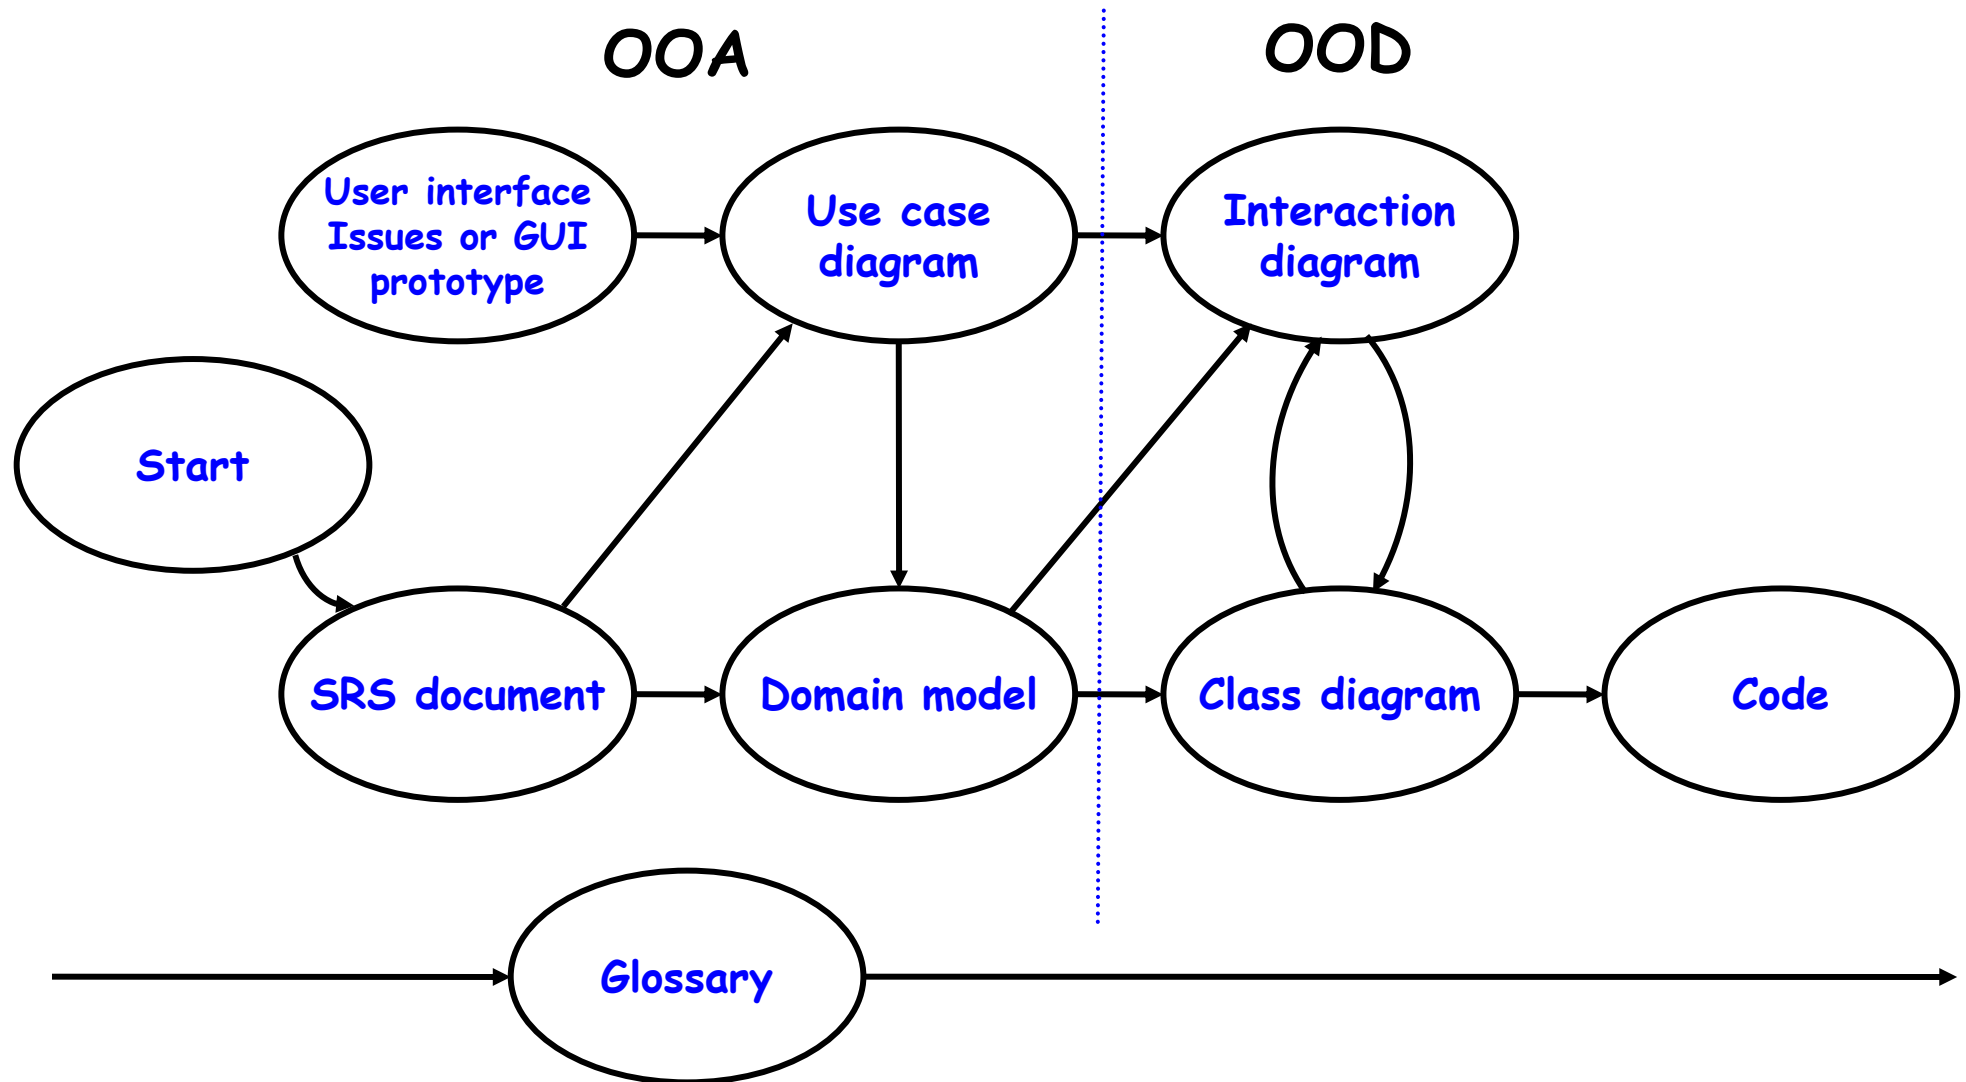 OOA
OOD
User interface
Issues or GUI
prototype
Use case
diagram
Interaction
diagram
Start
SRS document
Domain model
Class diagram
Code
Glossary